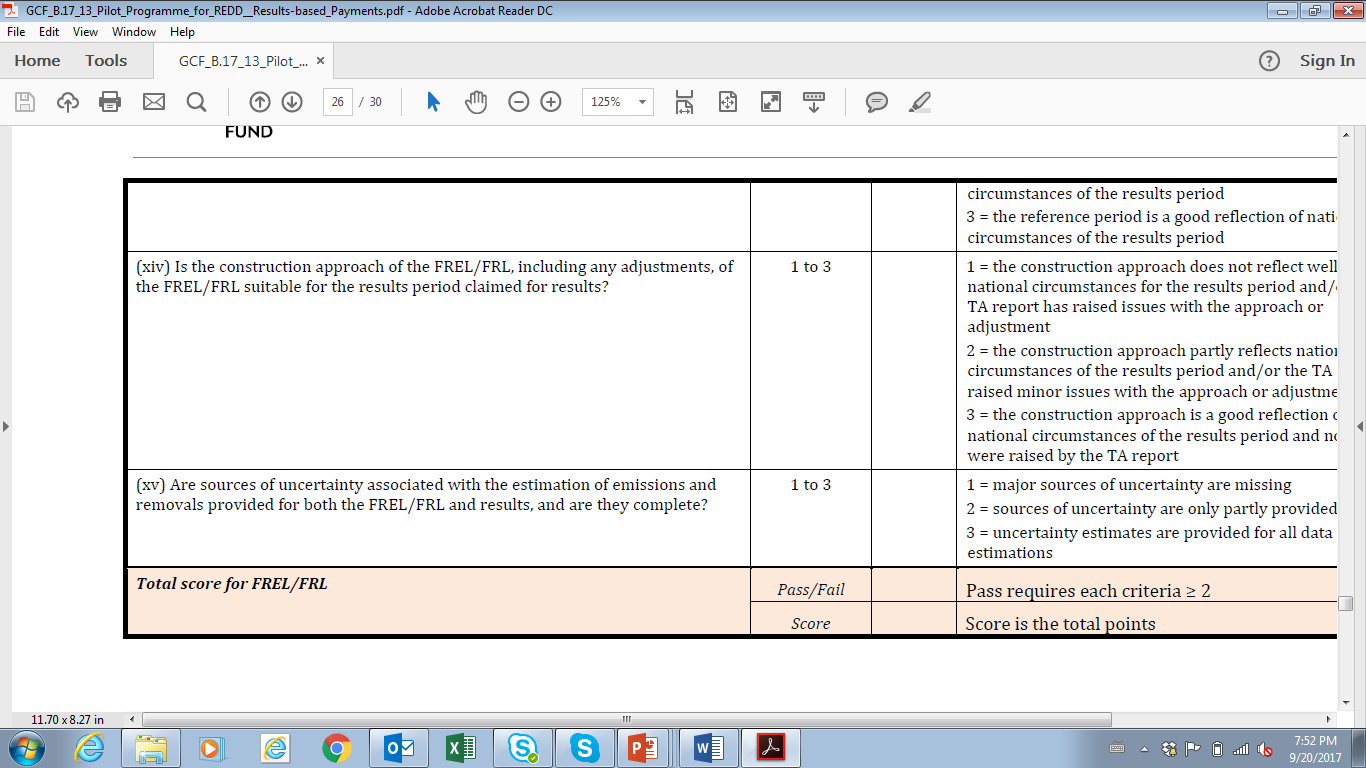 GCF_B.17_13_Pilot_Programme_for_REDD__Results-based_Payments.pdf - Adobe Acrobat Reader DC
File Edit View Window Help
Home Tools GCF_B.17_13_Pilot_... × Sign In
26 / 30 125%
FUND
circumstances of the results period
3 = the reference period is a good reflection of nati
circumstances of the results period
(xiv) Is the construction approach of the FREL/FRL, including any adjustments, of
the FREL/FRL suitable for the results period claimed for results?
1 to 3
1 = the construction approach does not reflect well
national circumstances for the results period and/
TA report has raised issues with the approach or
adjustment
2 = the construction approach partly reflects nation
circumstances of the results period and/or the TA
raised minor issues with the approach or adjustme
3 = the construction approach is a good reflection o
national circumstances of the results period and no
were raised by the TA report
(xv) Are sources of uncertainty associated with the estimation of emissions and
removals provided for both the FREL/FRL and results, and are they complete?
1 to 3
1 = major sources of uncertainty are missing
2 = sources of uncertainty are only partly provided
3 = uncertainty estimates are provided for all data
estimations
Total score for FREL/FRL
Pass/Fail
Pass requires each criteria ≥ 2
Score
Score is the total points
11.70 x 8.27 in
7:52 PM
9/20/2017